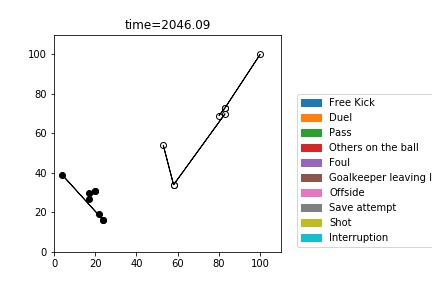 time=2046.09
100
80
60
40
20
0
0 20 40 60 80 100
Free Kick
Duel
Pass
Others on the ball
Foul
Goalkeeper leaving l
Offside
Save attempt
Shot
Interruption